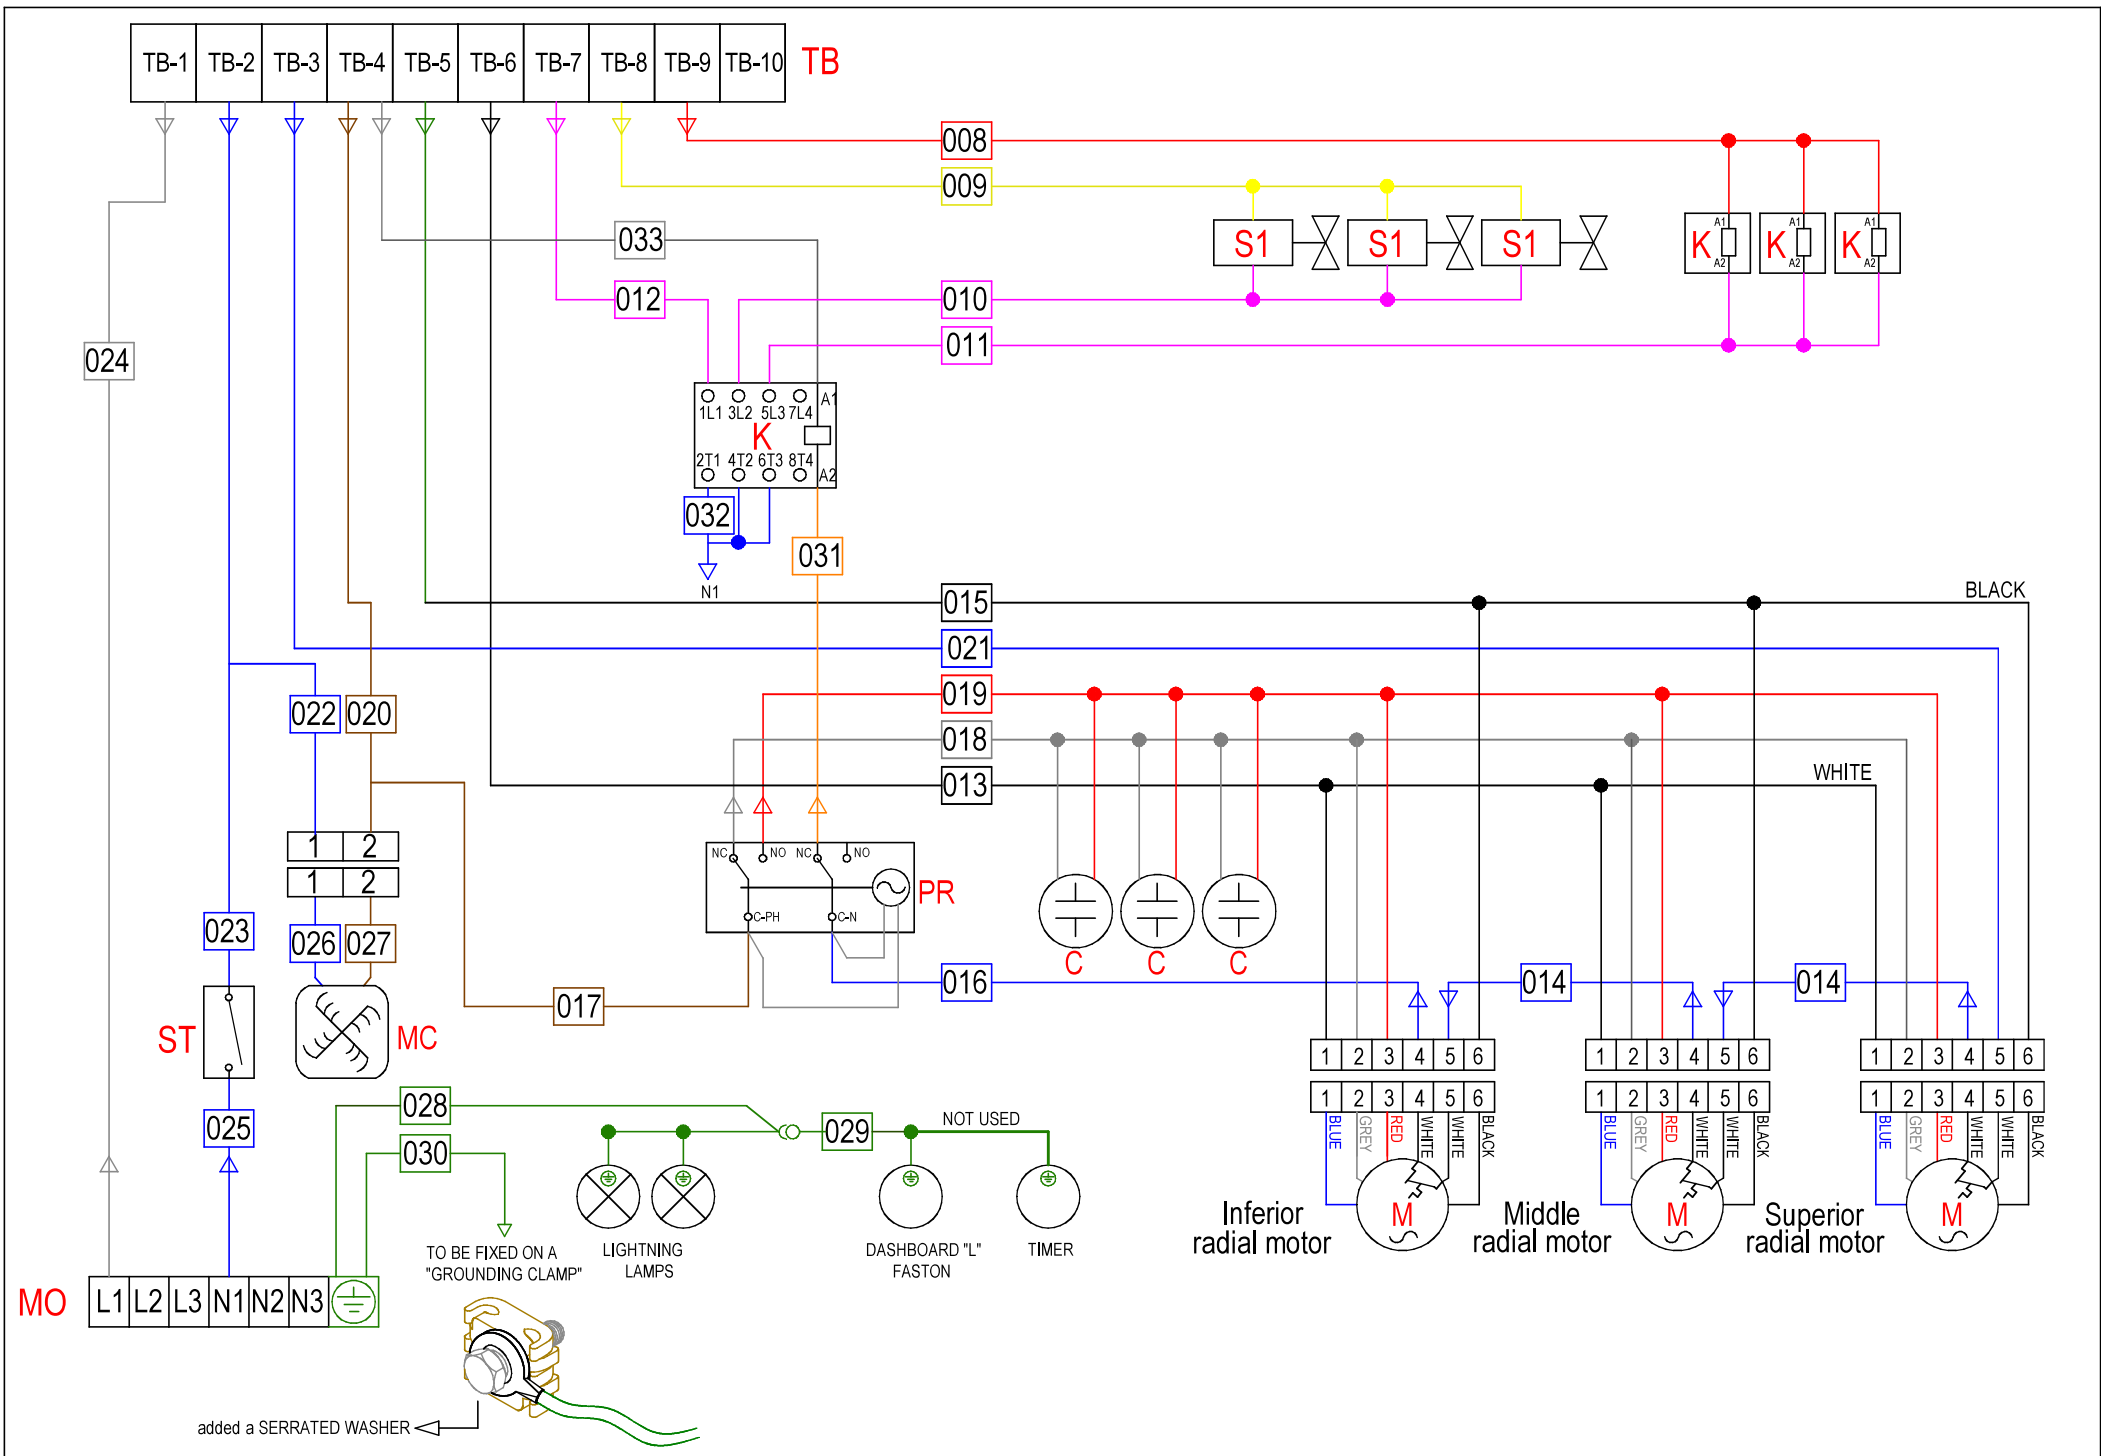 TB-1 TB-2 TB-3 TB-4 TB-5 TB-6 TB-7 TB-8 TB-9 TB-10 TB
008
009
033
S1 S1 S1
A1 A1 A1
K K K
A2 A2 A2
012
010
011
024
A1
1L1 3L2 5L3 7L4
K
2T1 4T2 6T3 8T4
A2
032
031
N1
015
BLACK
021
019
022 020
018
013
WHITE
1 2
1 2
NC NO NC NO
PR
C-PH C-N
023
026 027
C C C
016
014
014
017
ST
MC
1 2 3 4 5 6
1 2 3 4 5 6
1 2 3 4 5 6
1 2 3 4 5 6
1 2 3 4 5 6
1 2 3 4 5 6
BLUE GREY RED WHITE WHITE BLACK
BLUE GREY RED WHITE WHITE BLACK
BLUE GREY RED WHITE WHITE BLACK
028
025
029
NOT USED
030
M M M
Inferior
radial motor
Middle
radial motor
Superior
radial motor
TO BE FIXED ON A
"GROUNDING CLAMP"
LIGHTNING
LAMPS
DASHBOARD "L"
FASTON
TIMER
MO
L1 L2 L3 N1 N2 N3
added a SERRATED WASHER